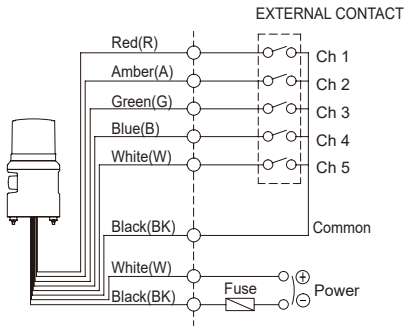 EXTERNAL CONTACT
Red(R)
Ch 1
Amber(A)
Ch 2
Green(G)
Ch 3
Blue(B)
Ch 4
White(W)
Ch 5
Black(BK)
Common
White(W)
Fuse
+
Power
Black(BK)
−